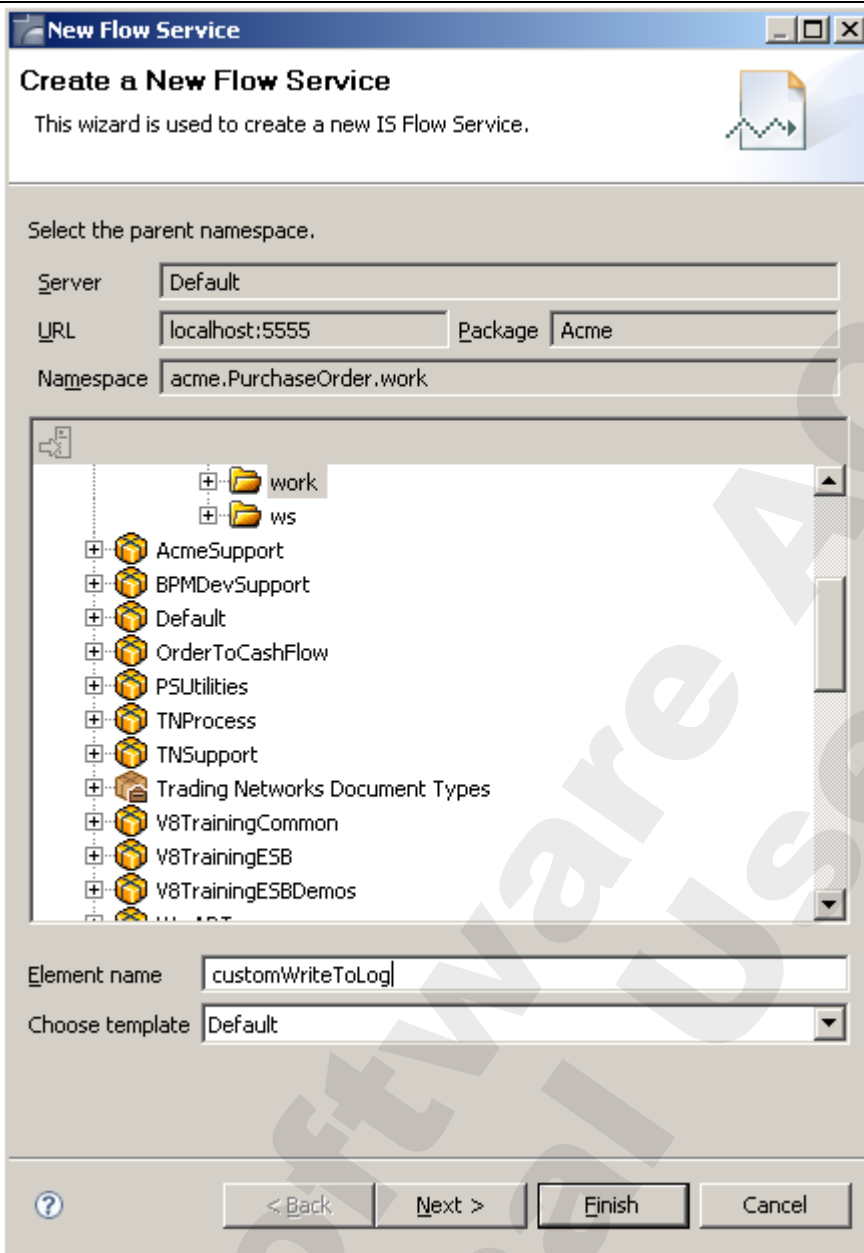 New Flow Service
Create a New Flow Service
This wizard is used to create a new IS Flow Service.
Select the parent namespace.
Server Default
URL localhost:5555 Package Acme
Namespace acme.PurchaseOrder.work
work
ws
AcmeSupport
BPMDevSupport
Default
OrderToCashFlow
PSUtilities
TNProcess
TNSupport
Trading Networks Document Types
V8TrainingCommon
V8TrainingESB
V8TrainingESBDemos
Element name customWriteToLog
Choose template Default
< Back Next > Finish Cancel